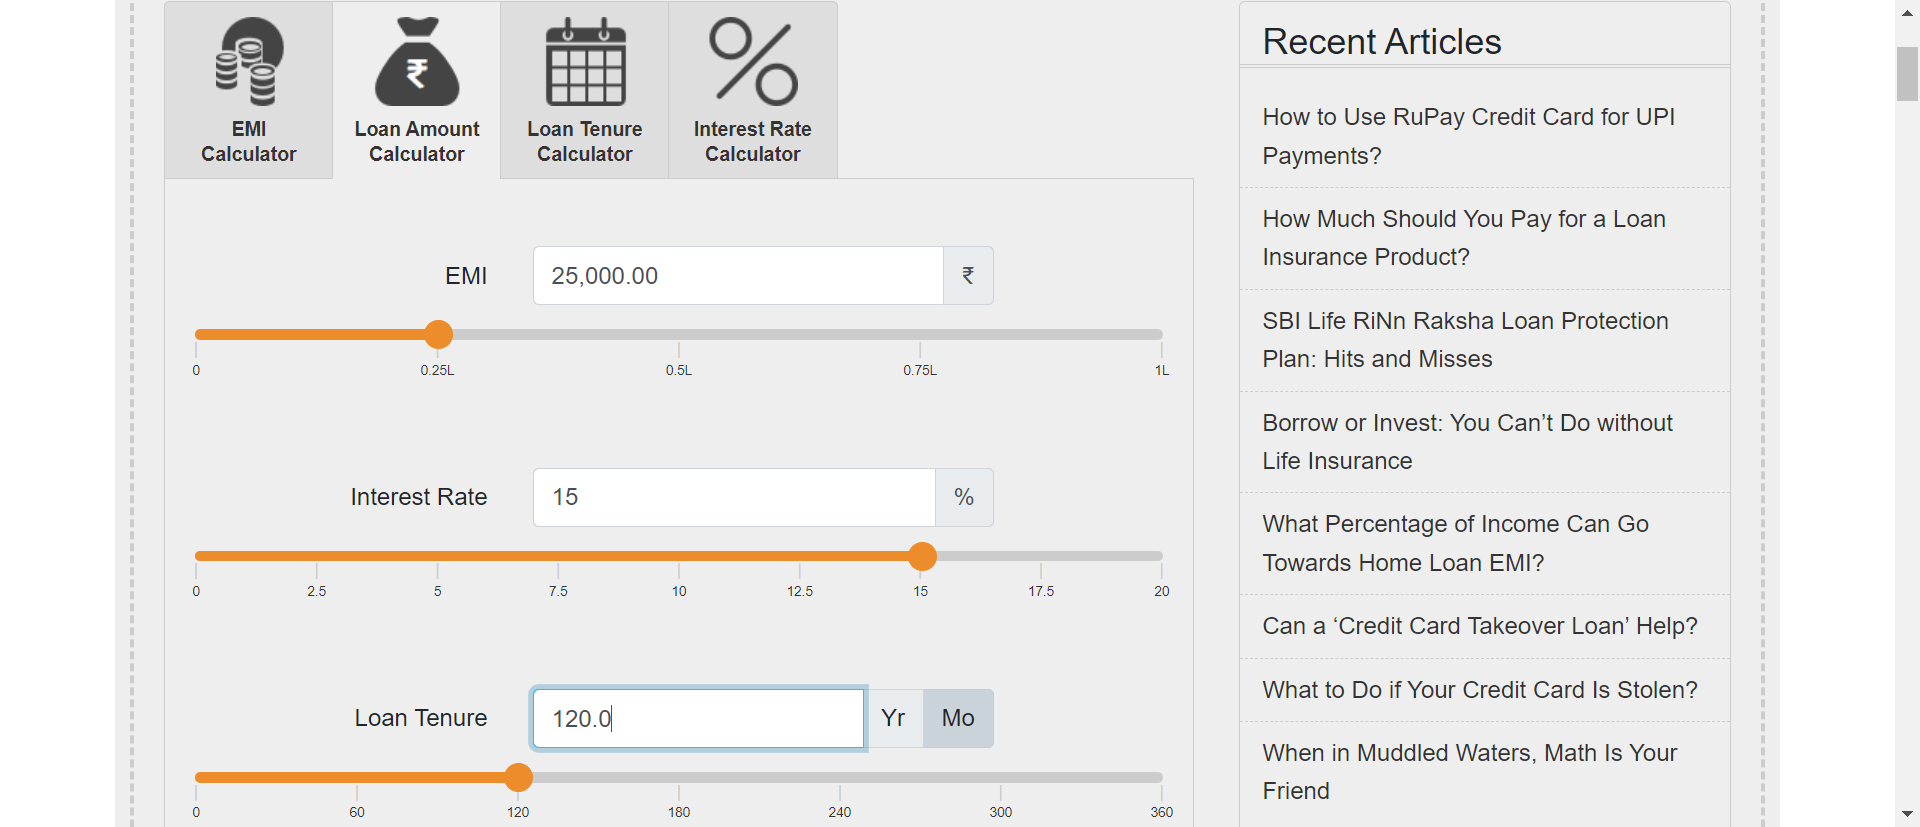 EMI
Calculator
Loan Amount
Calculator
Loan Tenure
Calculator
Interest Rate
Calculator
EMI
25,000.00
₹
0
0.25L
0.5L
0.75L
1L
Interest Rate
15
%
0
2.5
5
7.5
10
12.5
15
17.5
20
Loan Tenure
120.0
Yr
Mo
0
60
120
180
240
300
360
Recent Articles
How to Use RuPay Credit Card for UPI
Payments?
How Much Should You Pay for a Loan
Insurance Product?
SBI Life RiNn Raksha Loan Protection
Plan: Hits and Misses
Borrow or Invest: You Can’t Do without
Life Insurance
What Percentage of Income Can Go
Towards Home Loan EMI?
Can a ‘Credit Card Takeover Loan’ Help?
What to Do if Your Credit Card Is Stolen?
When in Muddled Waters, Math Is Your
Friend